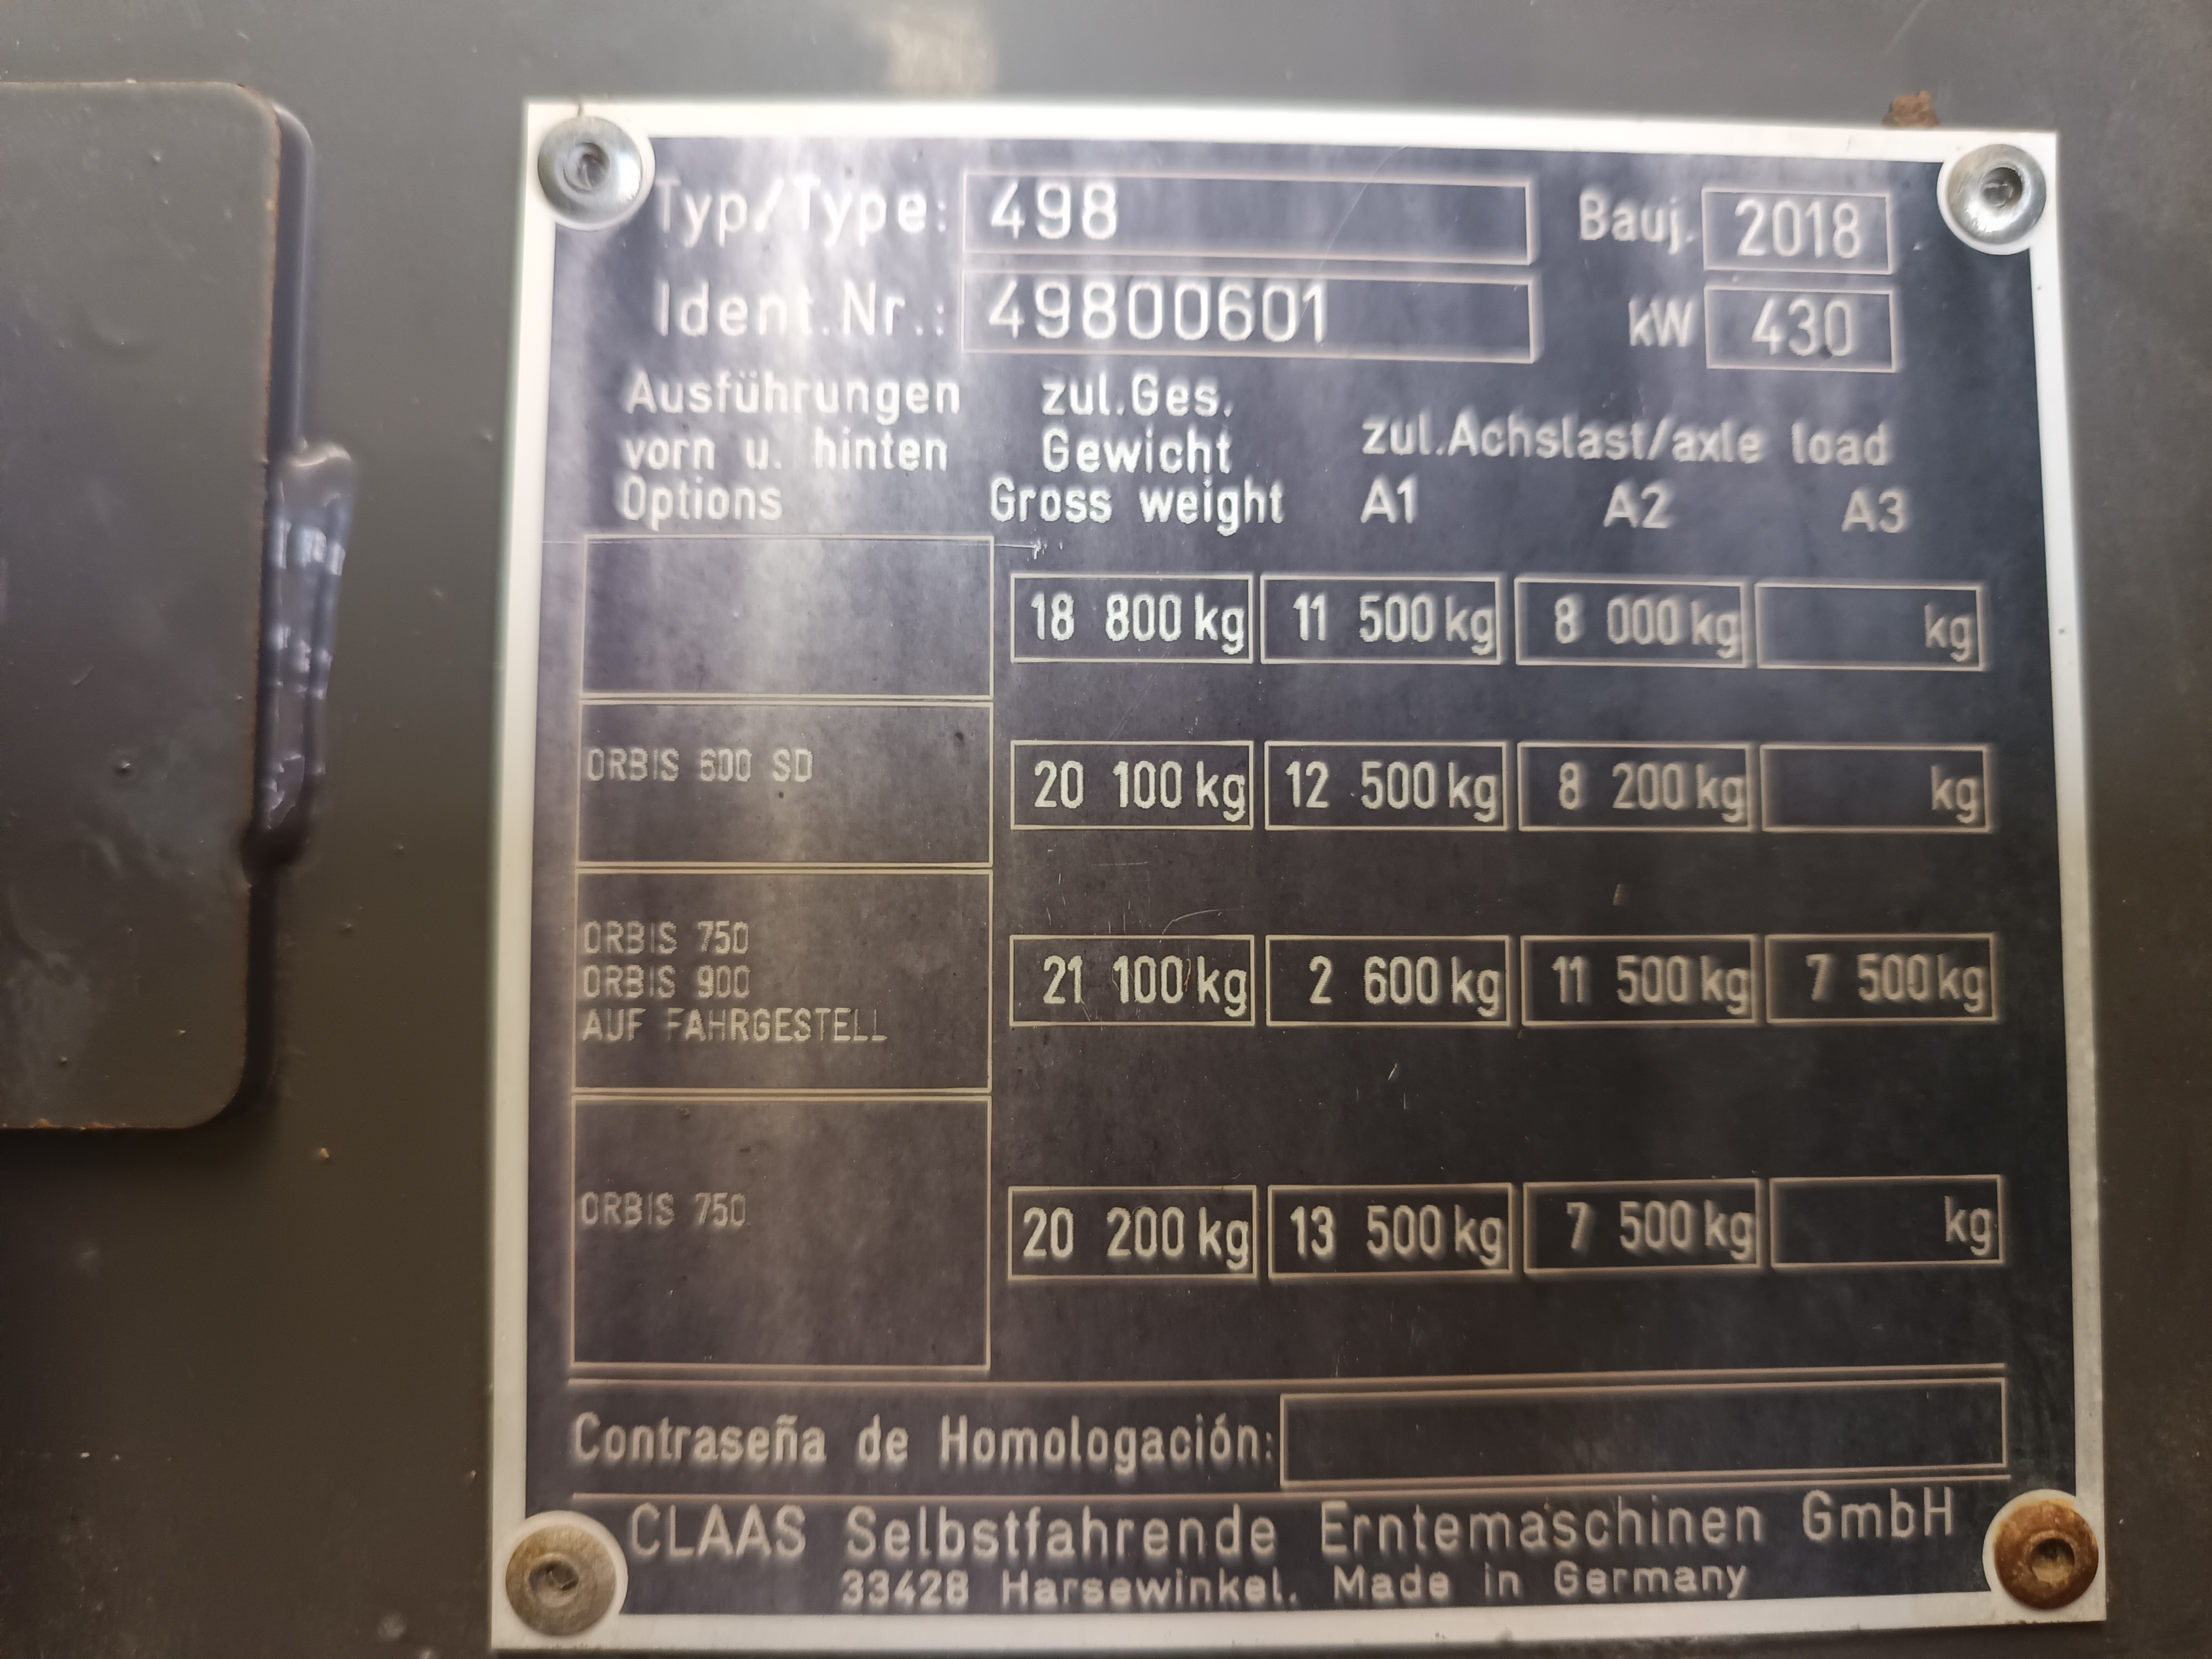 Typ/Type: 498 Bauj. 2018
Ident.Nr.: 49800601 kW 430
Ausführungen zul.Ges.
vorn u. hinten Gewicht zul.Achslast/axle load
Options Gross weight A1 A2 A3
18 800 kg 11 500 kg 8 000 kg kg
ORBIS 600 SD 20 100 kg 12 500 kg 8 200 kg kg
ORBIS 750
ORBIS 900 21 100 kg 2 600 kg 11 500 kg 7 500 kg
AUF FAHRGESTELL
ORBIS 750 20 200 kg 13 500 kg 7 500 kg kg
Contraseña de Homologación:
CLAAS Selbstfahrende Erntemaschinen GmbH
33428 Harsewinkel. Made in Germany